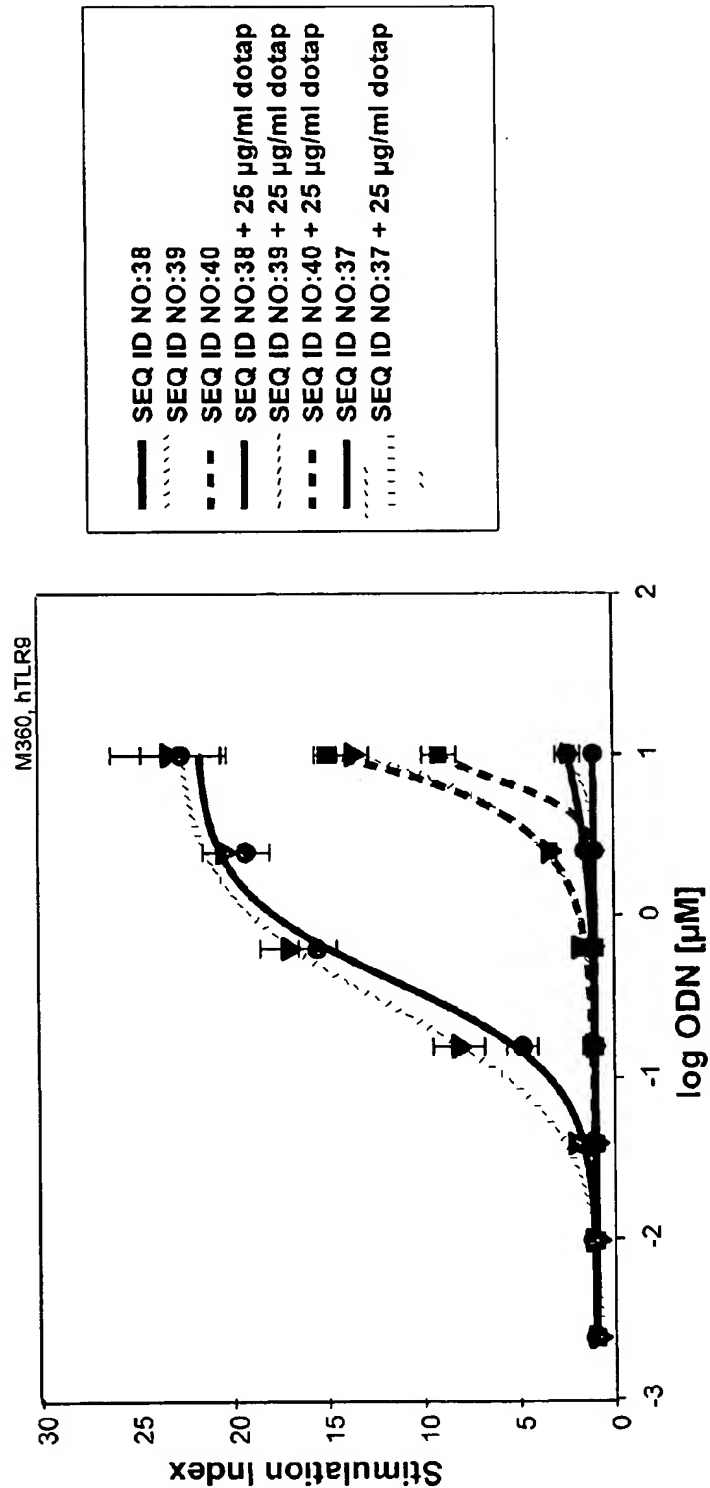 M360, hTLR9
Stimulation Index
30
25
20
15
10
5
0
-3
-2
-1
0
1
2
log ODN [µM]
SEQ ID NO:38
SEQ ID NO:39
SEQ ID NO:40
SEQ ID NO:38 + 25 µg/ml dotap
SEQ ID NO:39 + 25 µg/ml dotap
SEQ ID NO:40 + 25 µg/ml dotap
SEQ ID NO:37
SEQ ID NO:37 + 25 µg/ml dotap